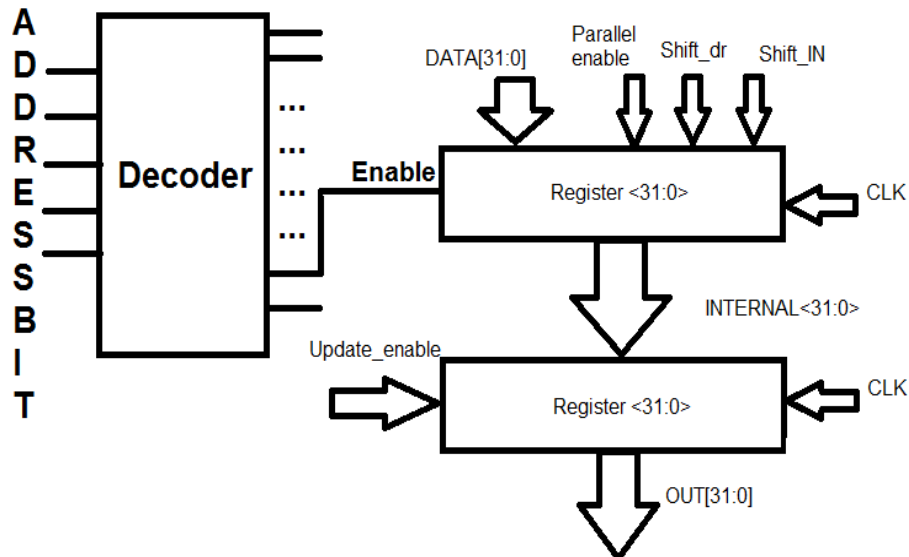 ADDRESSBIT
Decoder
...
...
...
...
Enable
DATA[31:0]
Parallel
enable
Shift_dr
Shift_IN
Register <31:0>
CLK
INTERNAL<31:0>
Update_enable
Register <31:0>
CLK
OUT[31:0]